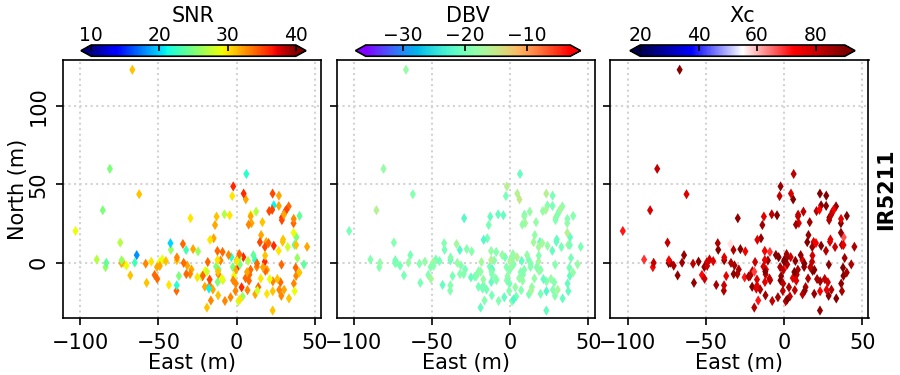 SNR DBV Xc
10 20 30 40 −30 −20 −10 20 40 60 80
North (m)
100
50
0
IR5211
−100 −50 0 50 −100 −50 0 50 −100 −50 0 50
East (m) East (m) East (m)